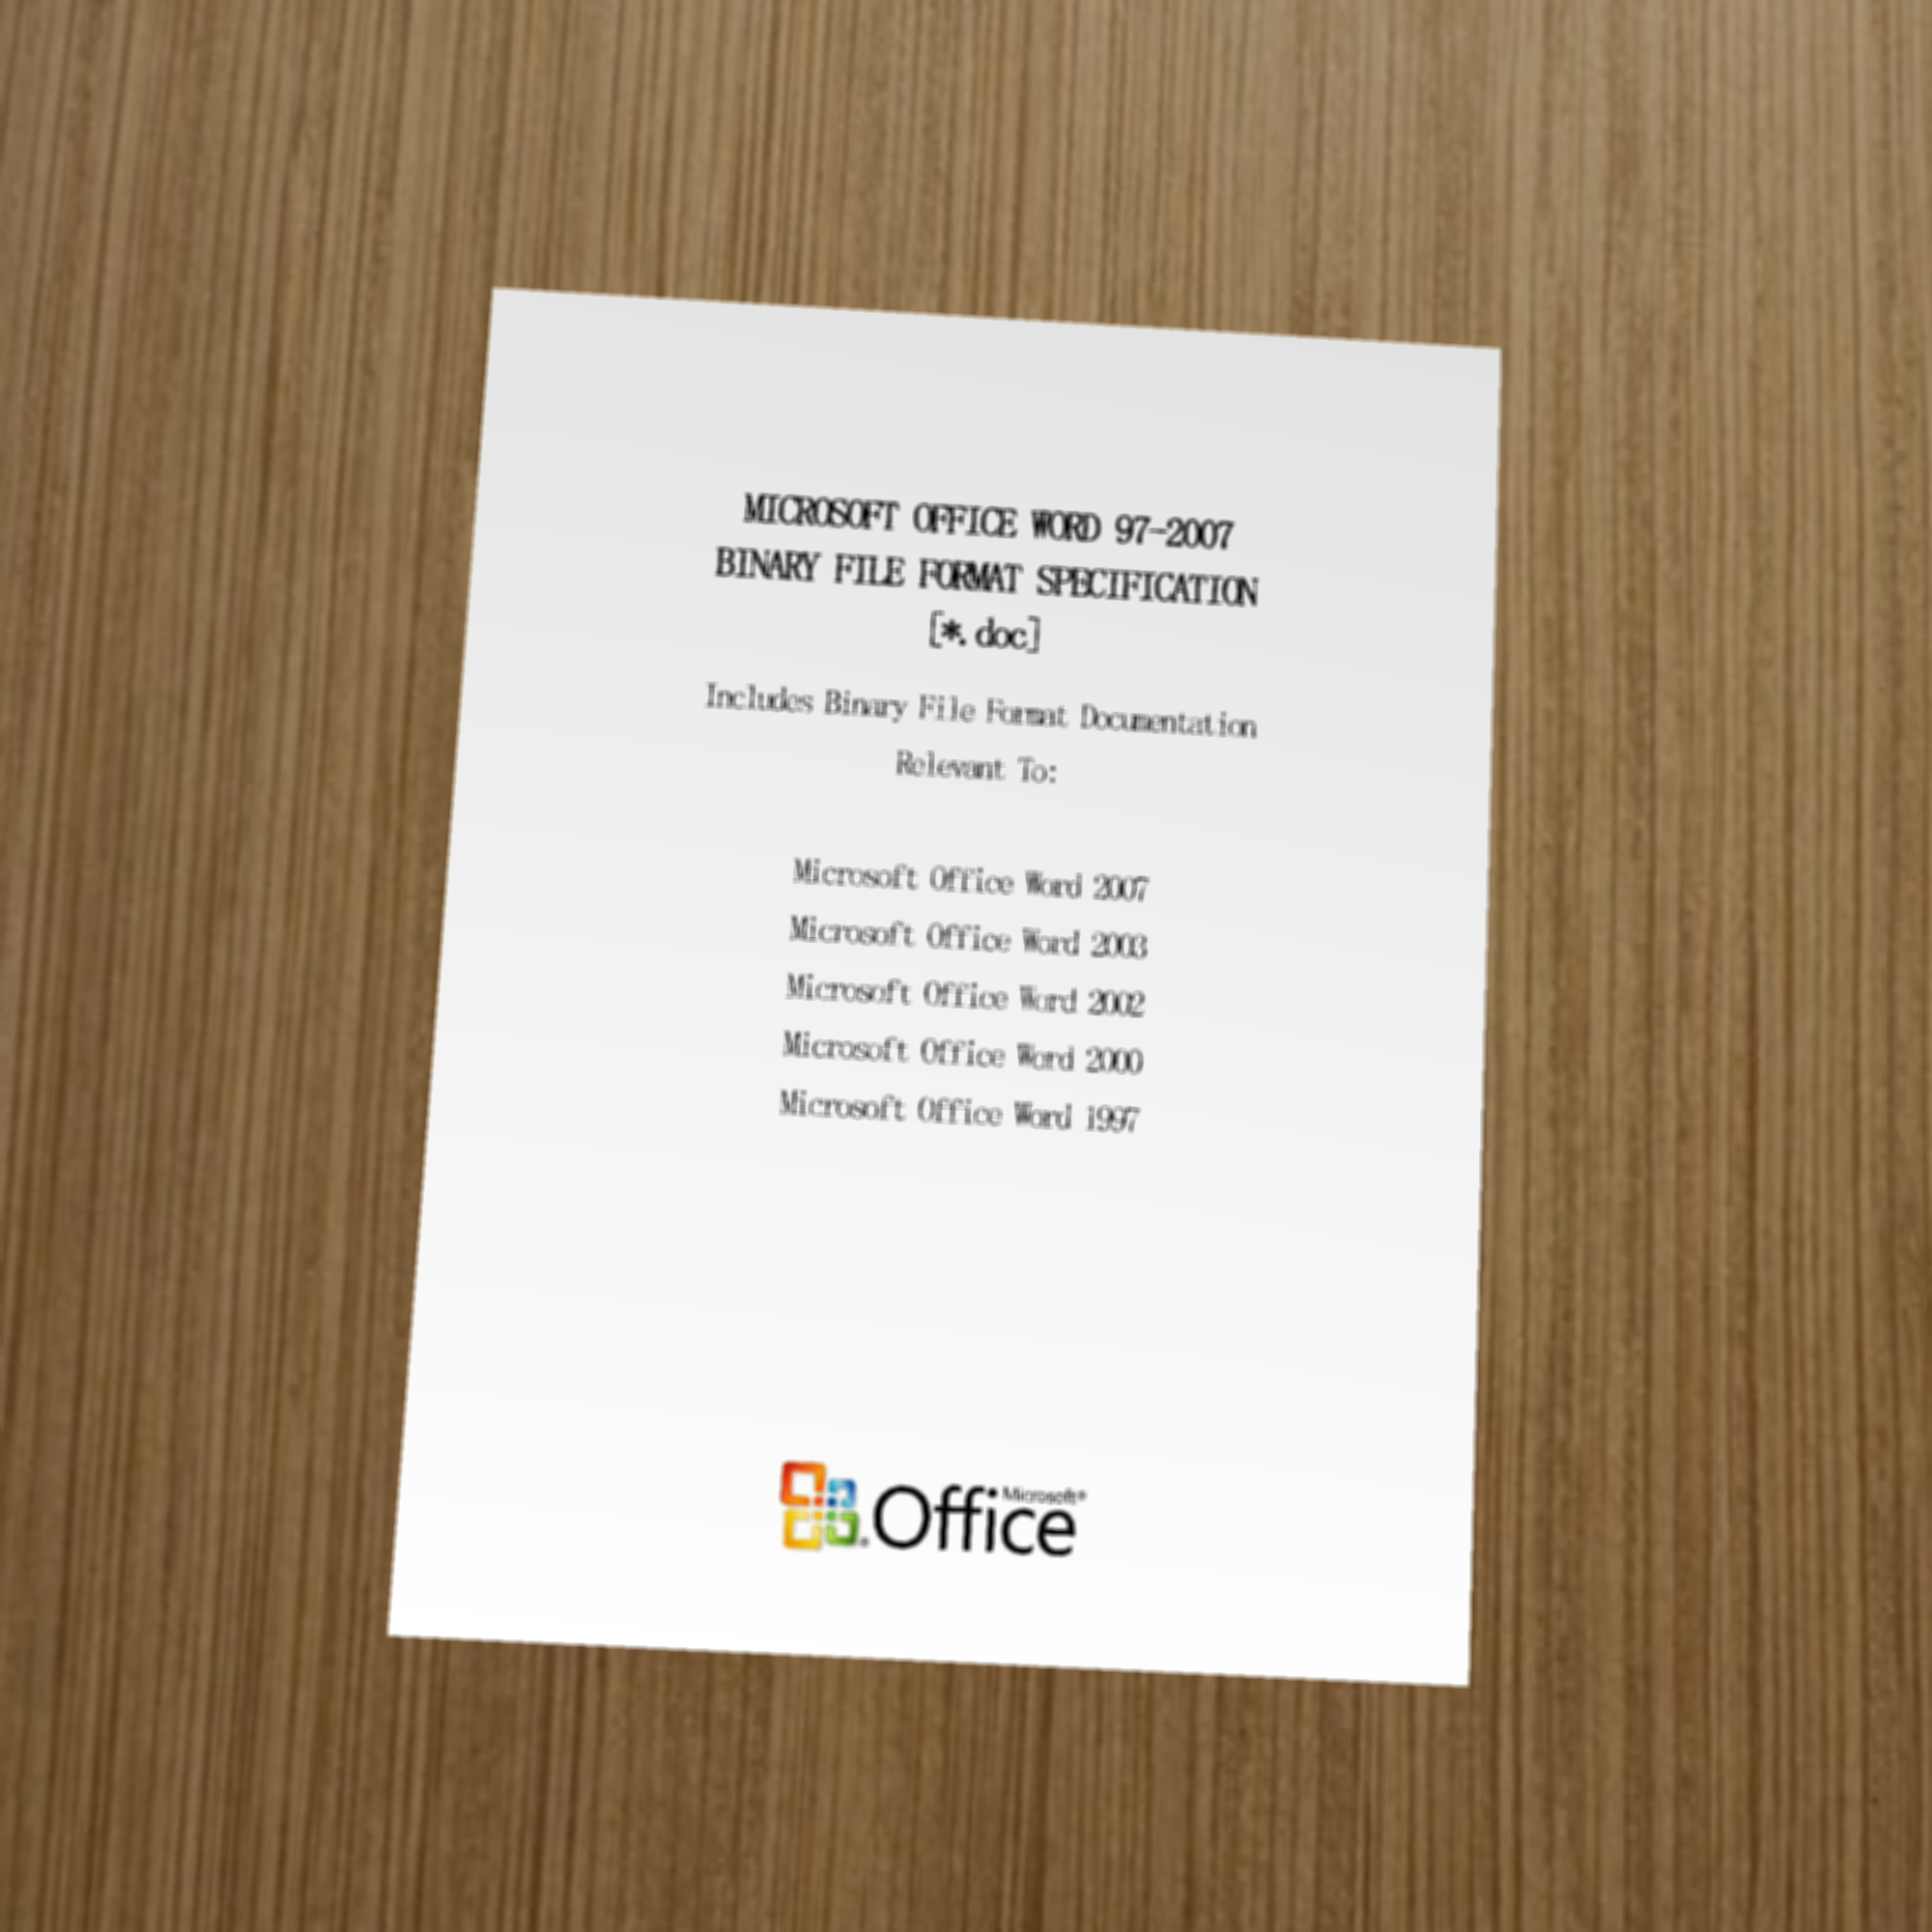 MICROSOFT OFFICE WORD 97-2007
BINARY FILE FORMAT SPECIFICATION
[*.doc]
Includes Binary File Format Documentation
Relevant To:
Microsoft Office Word 2007
Microsoft Office Word 2003
Microsoft Office Word 2002
Microsoft Office Word 2000
Microsoft Office Word 1997
Microsoft®
Office